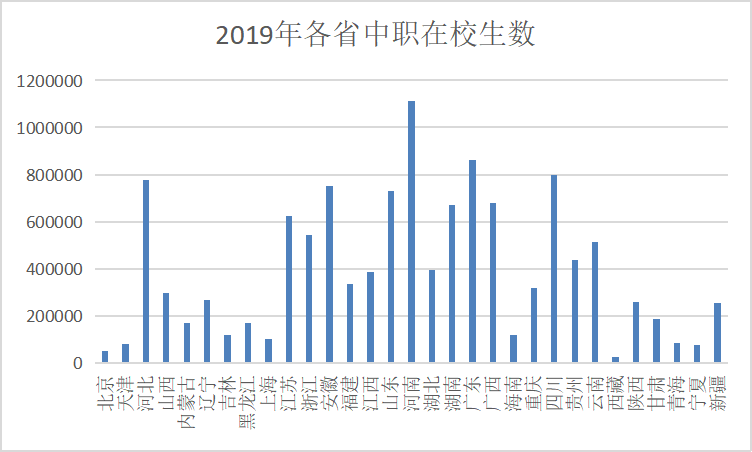 2019年各省中职在校生数
1200000
1000000
800000
600000
400000
200000
0
北京
天津
河北
山西
内蒙古
辽宁
吉林
黑龙江
上海
江苏
浙江
安徽
福建
江西
山东
河南
湖北
湖南
广东
广西
海南
重庆
四川
贵州
云南
西藏
陕西
甘肃
青海
宁夏
新疆